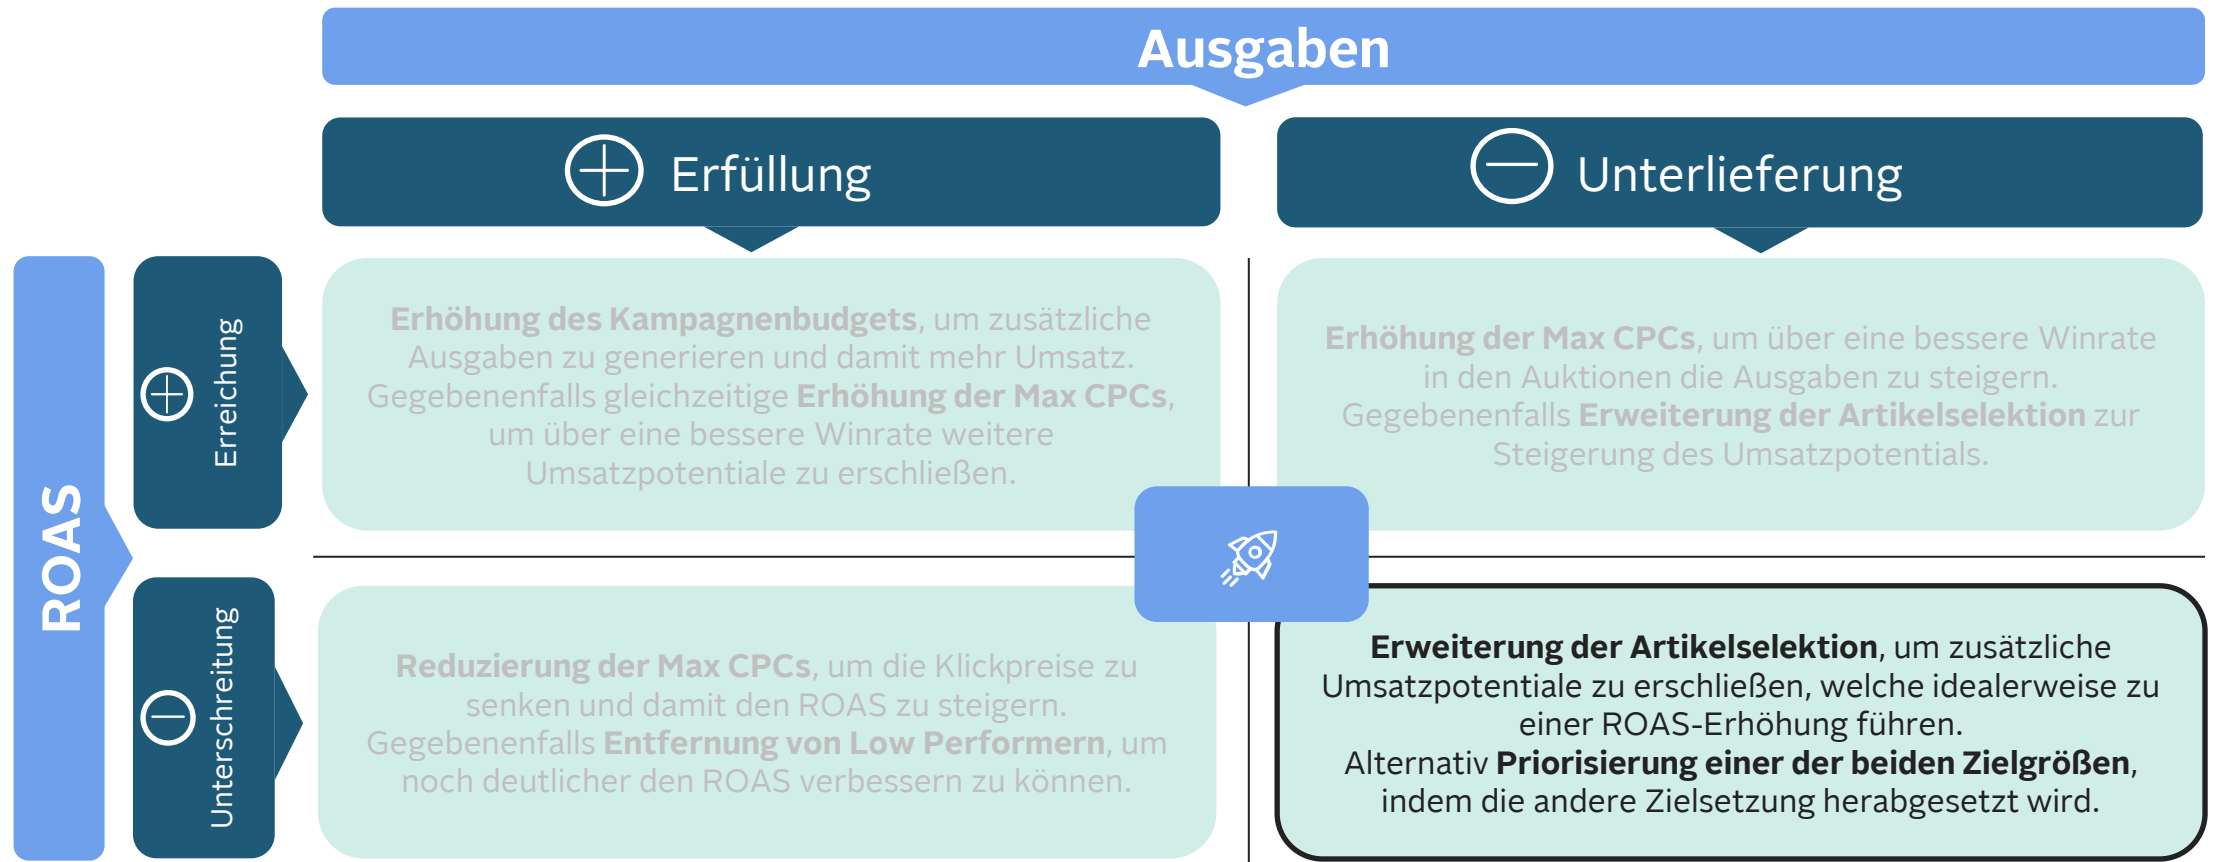 Ausgaben
Erfüllung
Unterlieferung
ROAS
Erreichung
Erhöhung des Kampagnenbudgets, um zusätzliche
Ausgaben zu generieren und damit mehr Umsatz.
Gegebenenfalls gleichzeitige Erhöhung der Max CPCs,
um über eine bessere Winrate weitere
Umsatzpotentiale zu erschließen.
Erhöhung der Max CPCs, um über eine bessere Winrate
in den Auktionen die Ausgaben zu steigern.
Gegebenenfalls Erweiterung der Artikelselektion zur
Steigerung des Umsatzpotentials.
Unterschreitung
Reduzierung der Max CPCs, um die Klickpreise zu
senken und damit den ROAS zu steigern.
Gegebenenfalls Entfernung von Low Performern, um
noch deutlicher den ROAS verbessern zu können.
Erweiterung der Artikelselektion, um zusätzliche
Umsatzpotentiale zu erschließen, welche idealerweise zu
einer ROAS-Erhöhung führen.
Alternativ Priorisierung einer der beiden Zielgrößen,
indem die andere Zielsetzung herabgesetzt wird.